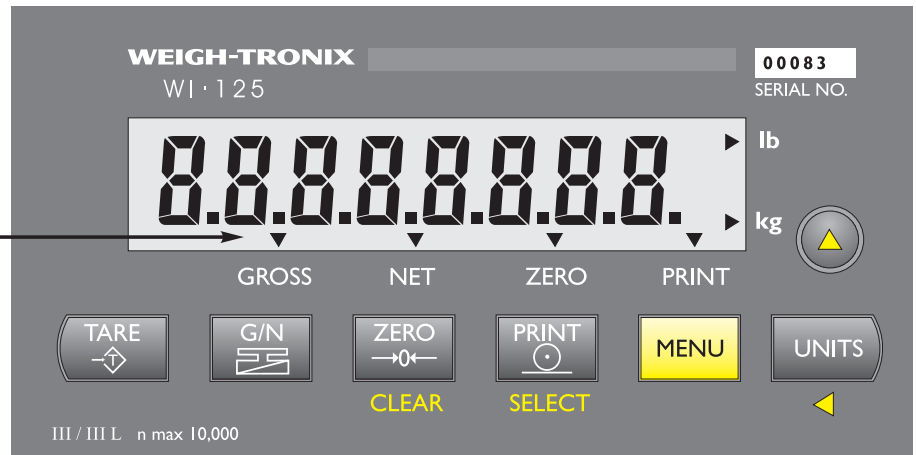 WEIGH-TRONIX
WI·125
00083
SERIAL NO.
8.8.8.8.8.8.8.8.
lb
kg
GROSS NET ZERO PRINT
TARE G/N ZERO PRINT MENU UNITS
T →0←
CLEAR SELECT
III / III L n max 10,000